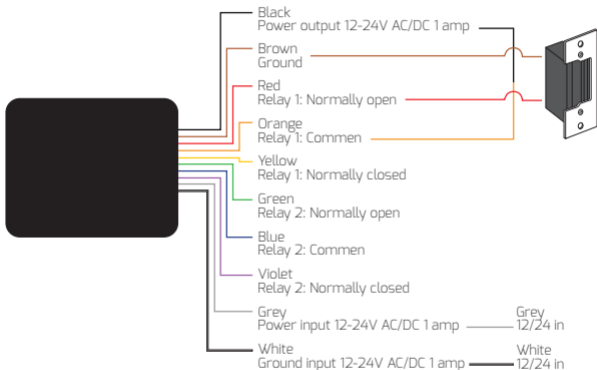 Black
Power output 12-24V AC/DC 1 amp
Brown
Ground
Red
Relay 1: Normally open
Orange
Relay 1: Commen
Yellow
Relay 1: Normally closed
Green
Relay 2: Normally open
Blue
Relay 2: Commen
Violet
Relay 2: Normally closed
Grey
Power input 12-24V AC/DC 1 amp
Grey
12/24 in
White
Ground input 12-24V AC/DC 1 amp
White
12/24 in